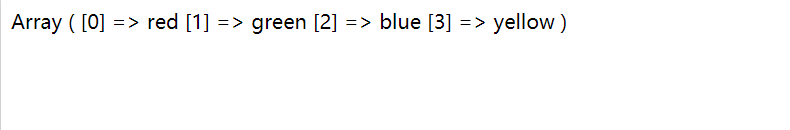 Array ( [0] => red [1] => green [2] => blue [3] => yellow )